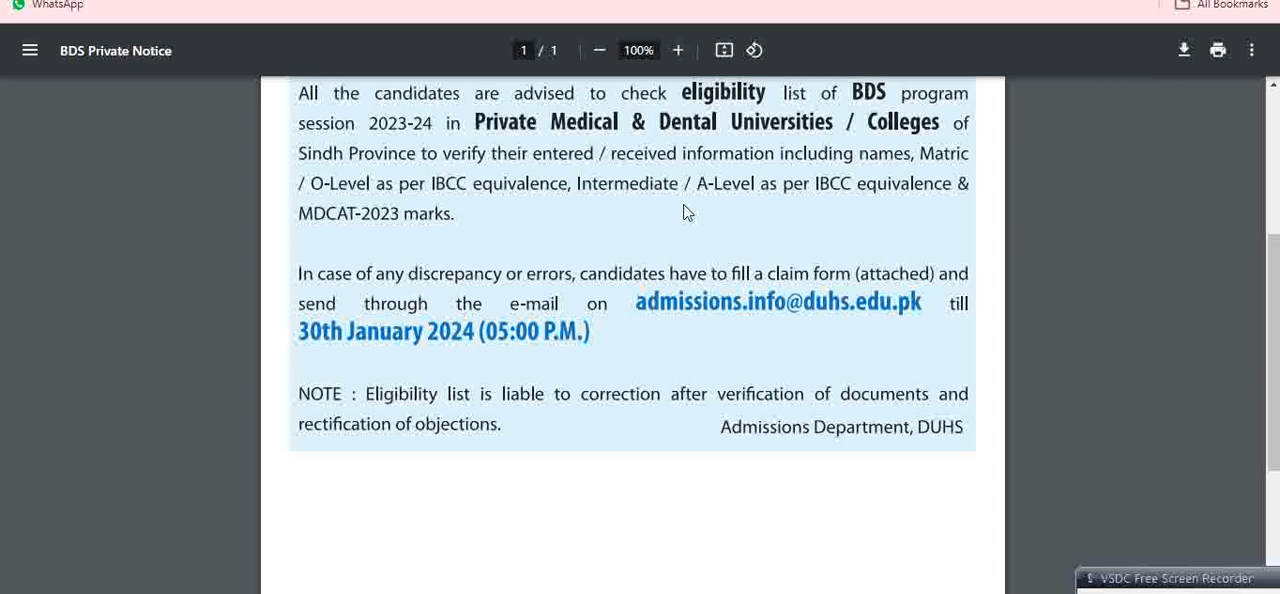 WhatsApp
All Bookmarks
BDS Private Notice
1 / 1
100%
All the candidates are advised to check eligibility list of BDS program
session 2023-24 in Private Medical & Dental Universities / Colleges of
Sindh Province to verify their entered / received information including names, Matric
/ O-Level as per IBCC equivalence, Intermediate / A-Level as per IBCC equivalence &
MDCAT-2023 marks.
In case of any discrepancy or errors, candidates have to fill a claim form (attached) and
send through the e-mail on admissions.info@duhs.edu.pk till
30th January 2024 (05:00 P.M.)
NOTE : Eligibility list is liable to correction after verification of documents and
rectification of objections.
Admissions Department, DUHS
VSDC Free Screen Recorder